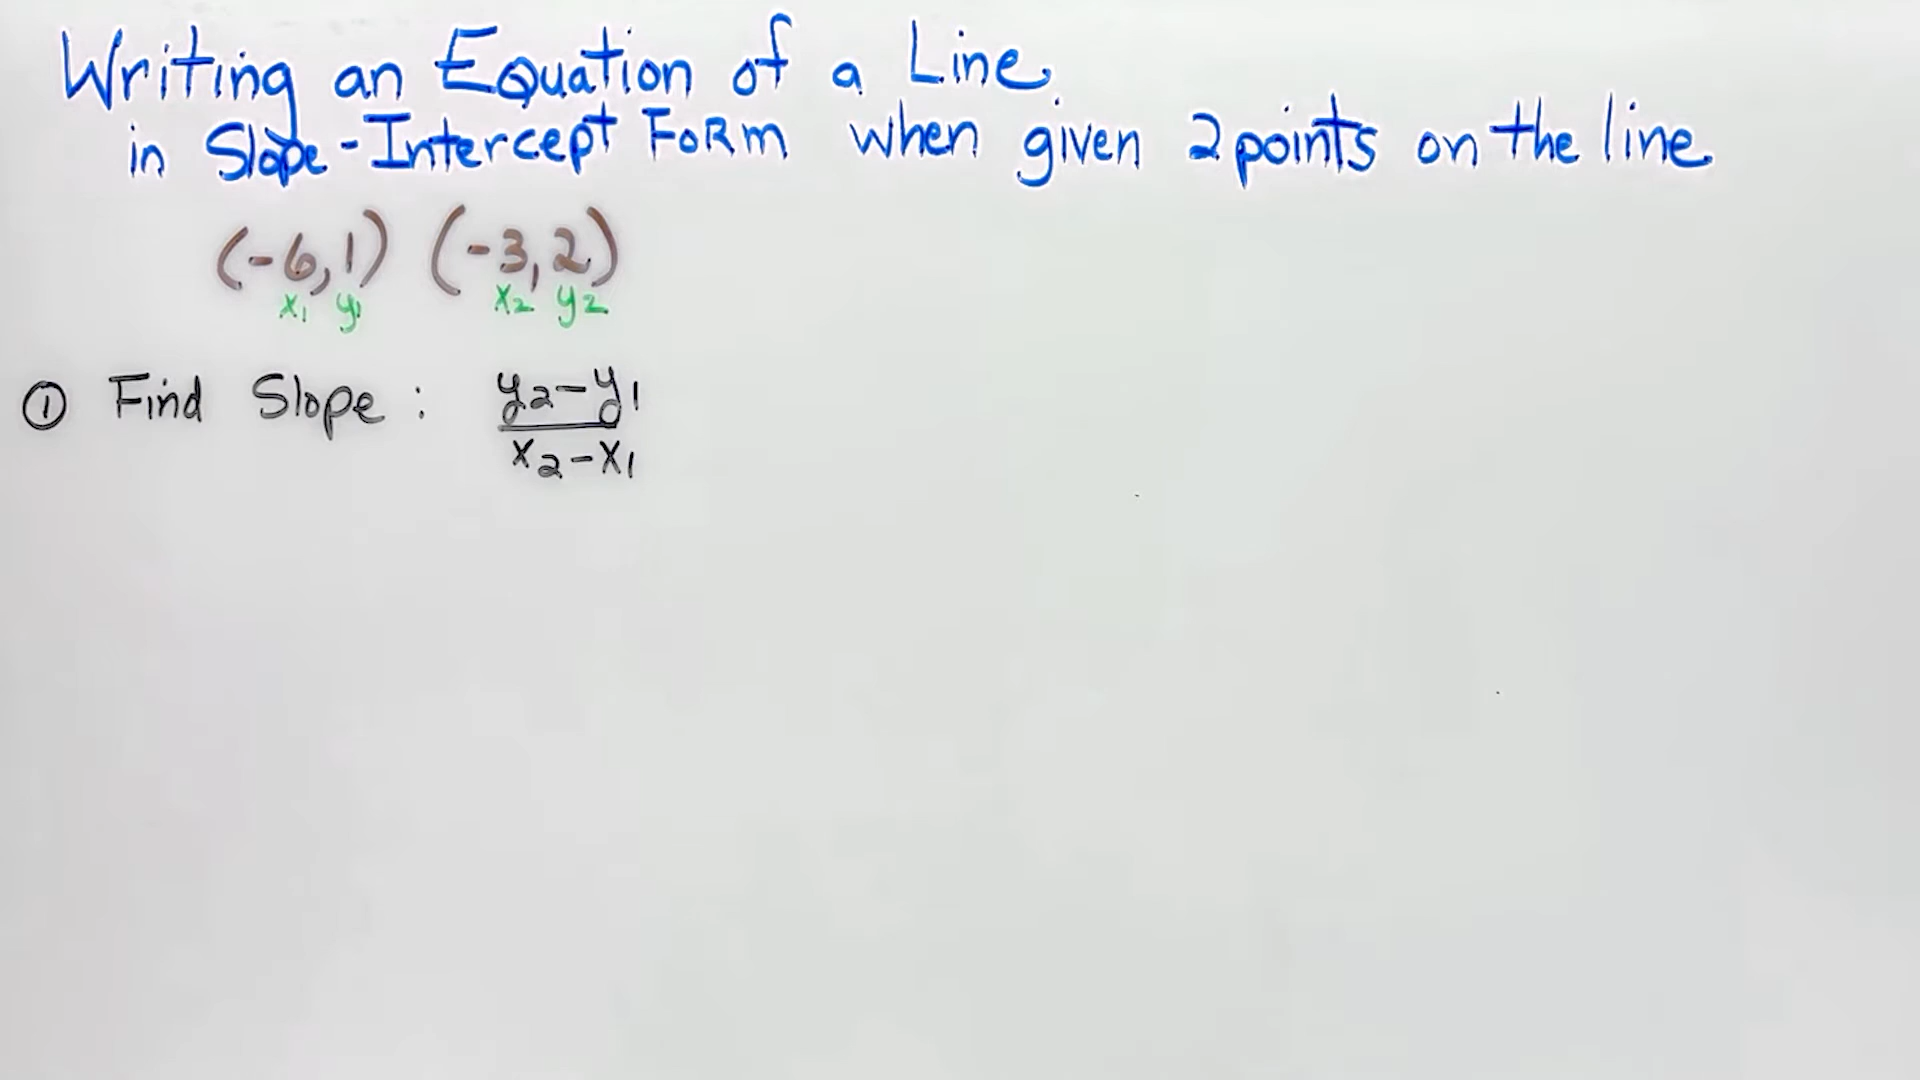 Writing an Equation of a Line
in Slope-Intercept FoRm when given 2 points on the line
(-6, 1) (-3, 2)
x₁ y₁ x₂ y₂
① Find Slope: y₂-y₁
x₂-x₁